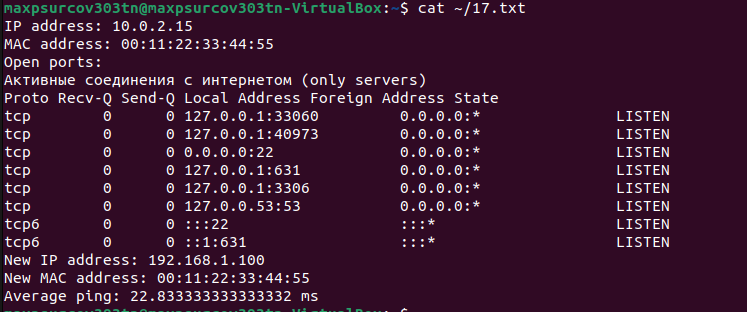 maxpsurcov303tn@maxpsurcov303tn-VirtualBox:~$ cat ~/17.txt
IP address: 10.0.2.15
MAC address: 00:11:22:33:44:55
Open ports:
Активные соединения с интернетом (only servers)
Proto Recv-Q Send-Q Local Address Foreign Address State
tcp        0      0 127.0.0.1:33060         0.0.0.0:*               LISTEN
tcp        0      0 127.0.0.1:40973         0.0.0.0:*               LISTEN
tcp        0      0 0.0.0.0:22              0.0.0.0:*               LISTEN
tcp        0      0 127.0.0.1:631           0.0.0.0:*               LISTEN
tcp        0      0 127.0.0.1:3306          0.0.0.0:*               LISTEN
tcp        0      0 127.0.0.53:53           0.0.0.0:*               LISTEN
tcp6       0      0 :::22                   :::*                    LISTEN
tcp6       0      0 ::1:631                 :::*                    LISTEN
New IP address: 192.168.1.100
New MAC address: 00:11:22:33:44:55
Average ping: 22.833333333333332 ms